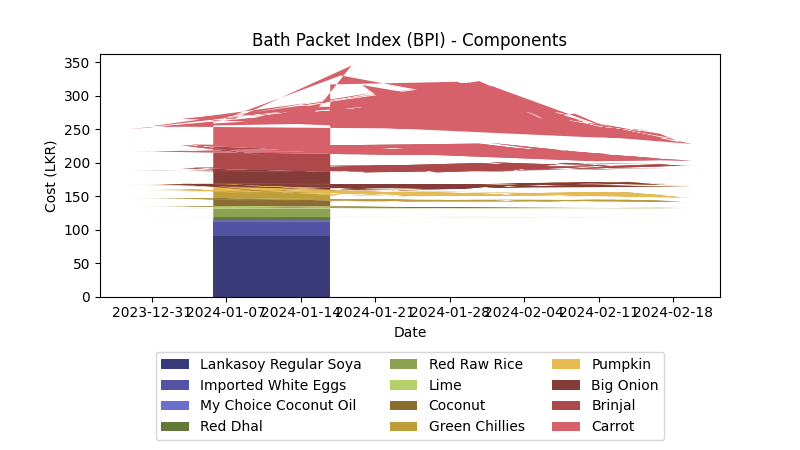 Bath Packet Index (BPI) - Components
Cost (LKR)
350
300
250
200
150
100
50
0
2023-12-31 2024-01-07 2024-01-14 2024-01-21 2024-01-28 2024-02-04 2024-02-11 2024-02-18
Date
Lankasoy Regular Soya Red Raw Rice Pumpkin
Imported White Eggs Lime Big Onion
My Choice Coconut Oil Coconut Brinjal
Red Dhal Green Chillies Carrot